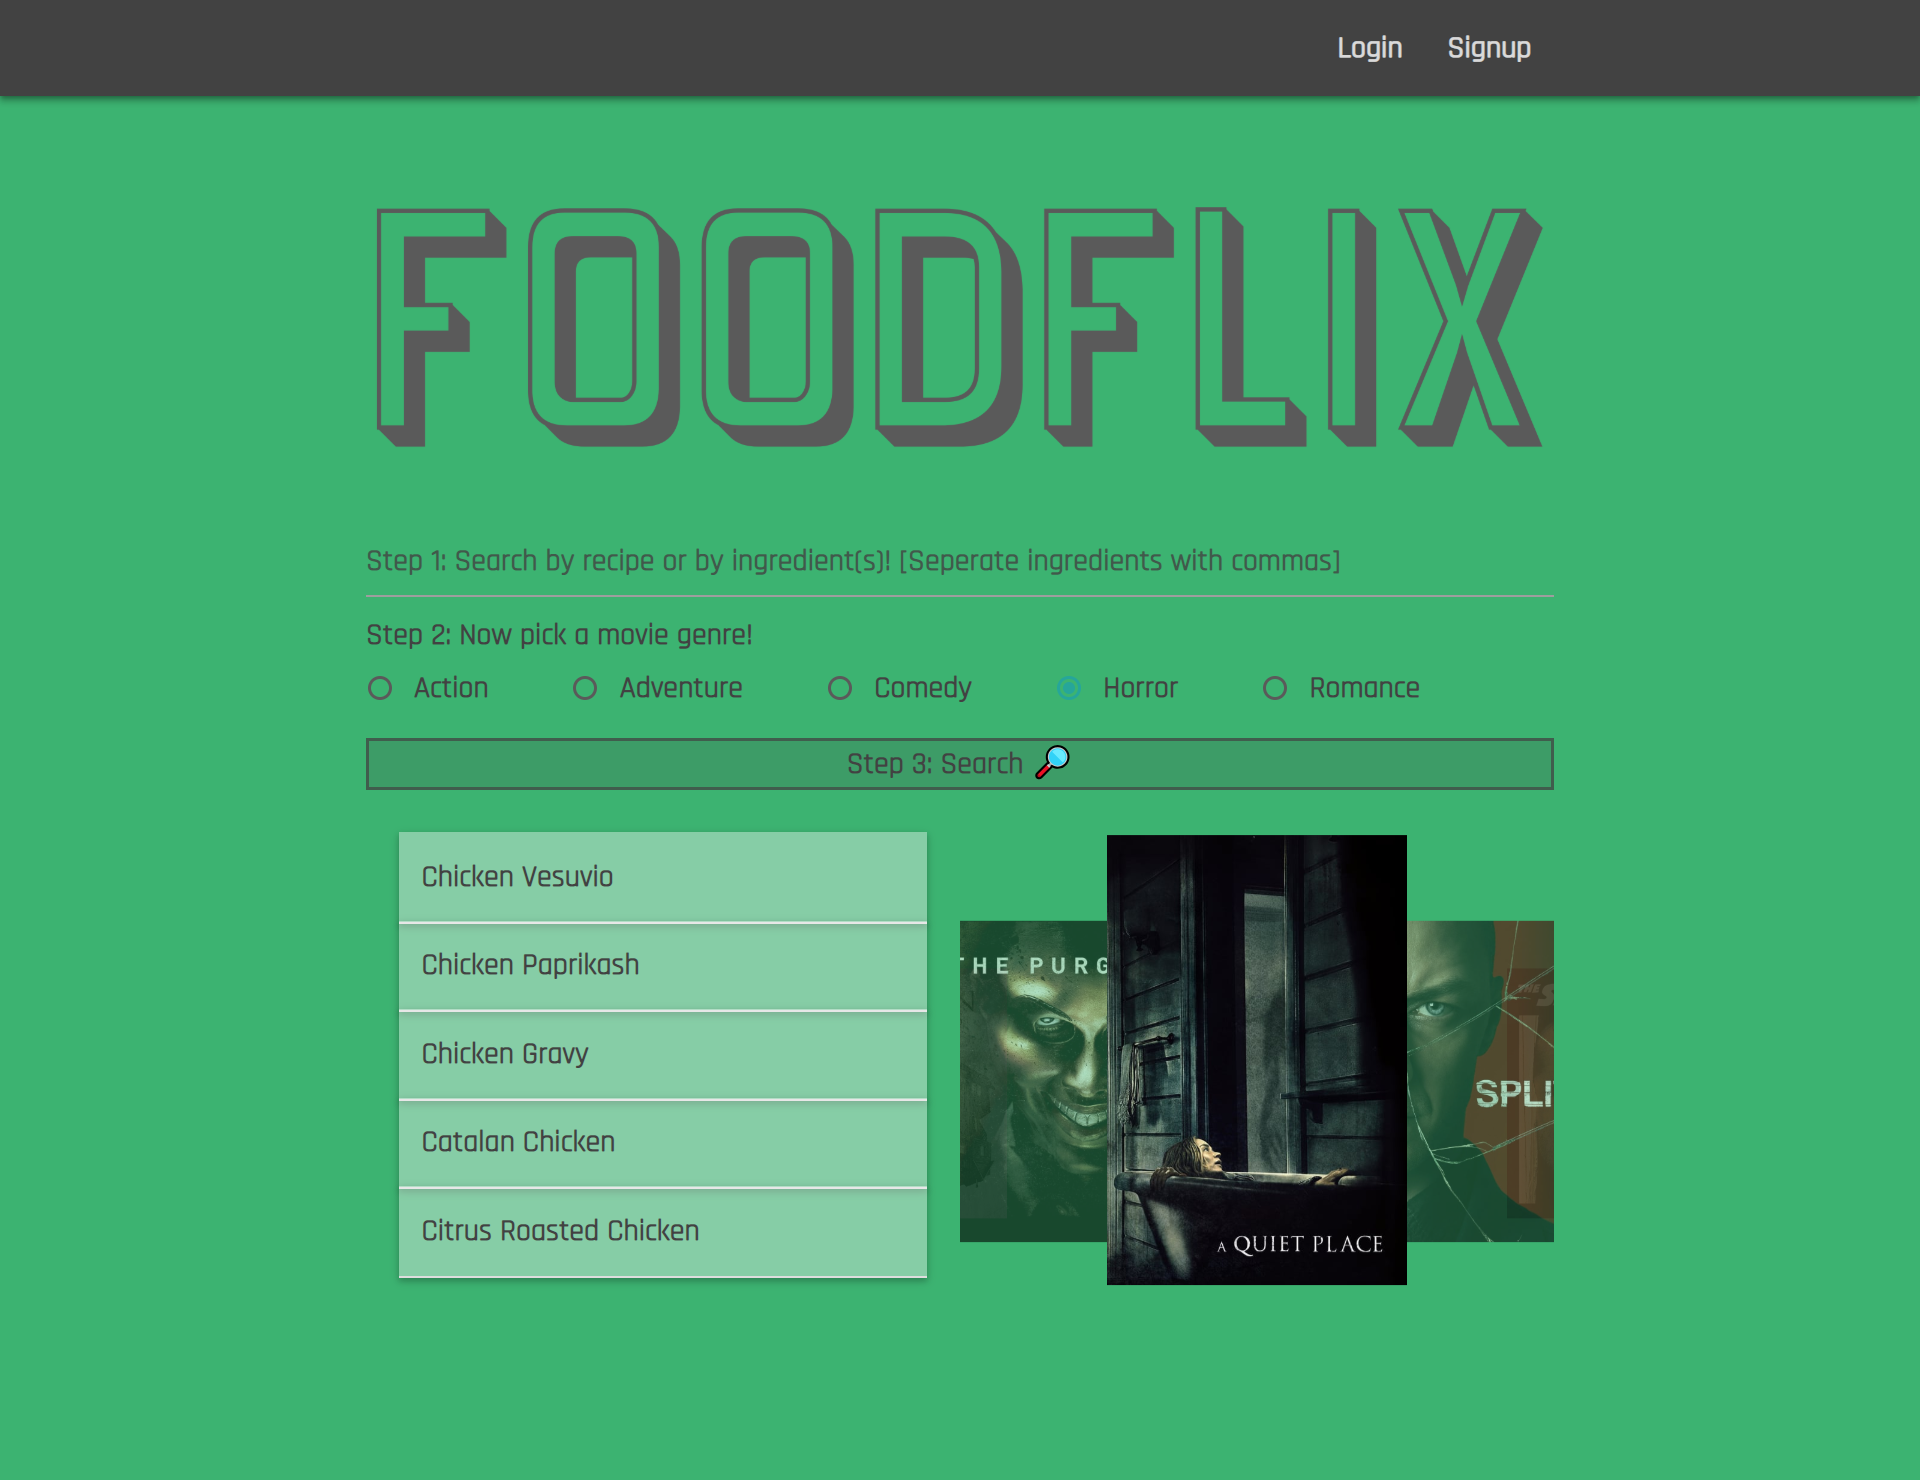 Login Signup
FOODFLIX
Step 1: Search by recipe or by ingredient(s)! [Seperate ingredients with commas]
Step 2: Now pick a movie genre!
Action Adventure Comedy Horror Romance
Step 3: Search
Chicken Vesuvio
Chicken Paprikash
Chicken Gravy
Catalan Chicken
Citrus Roasted Chicken
THE PURG
A QUIET PLACE
SPLI
THE S